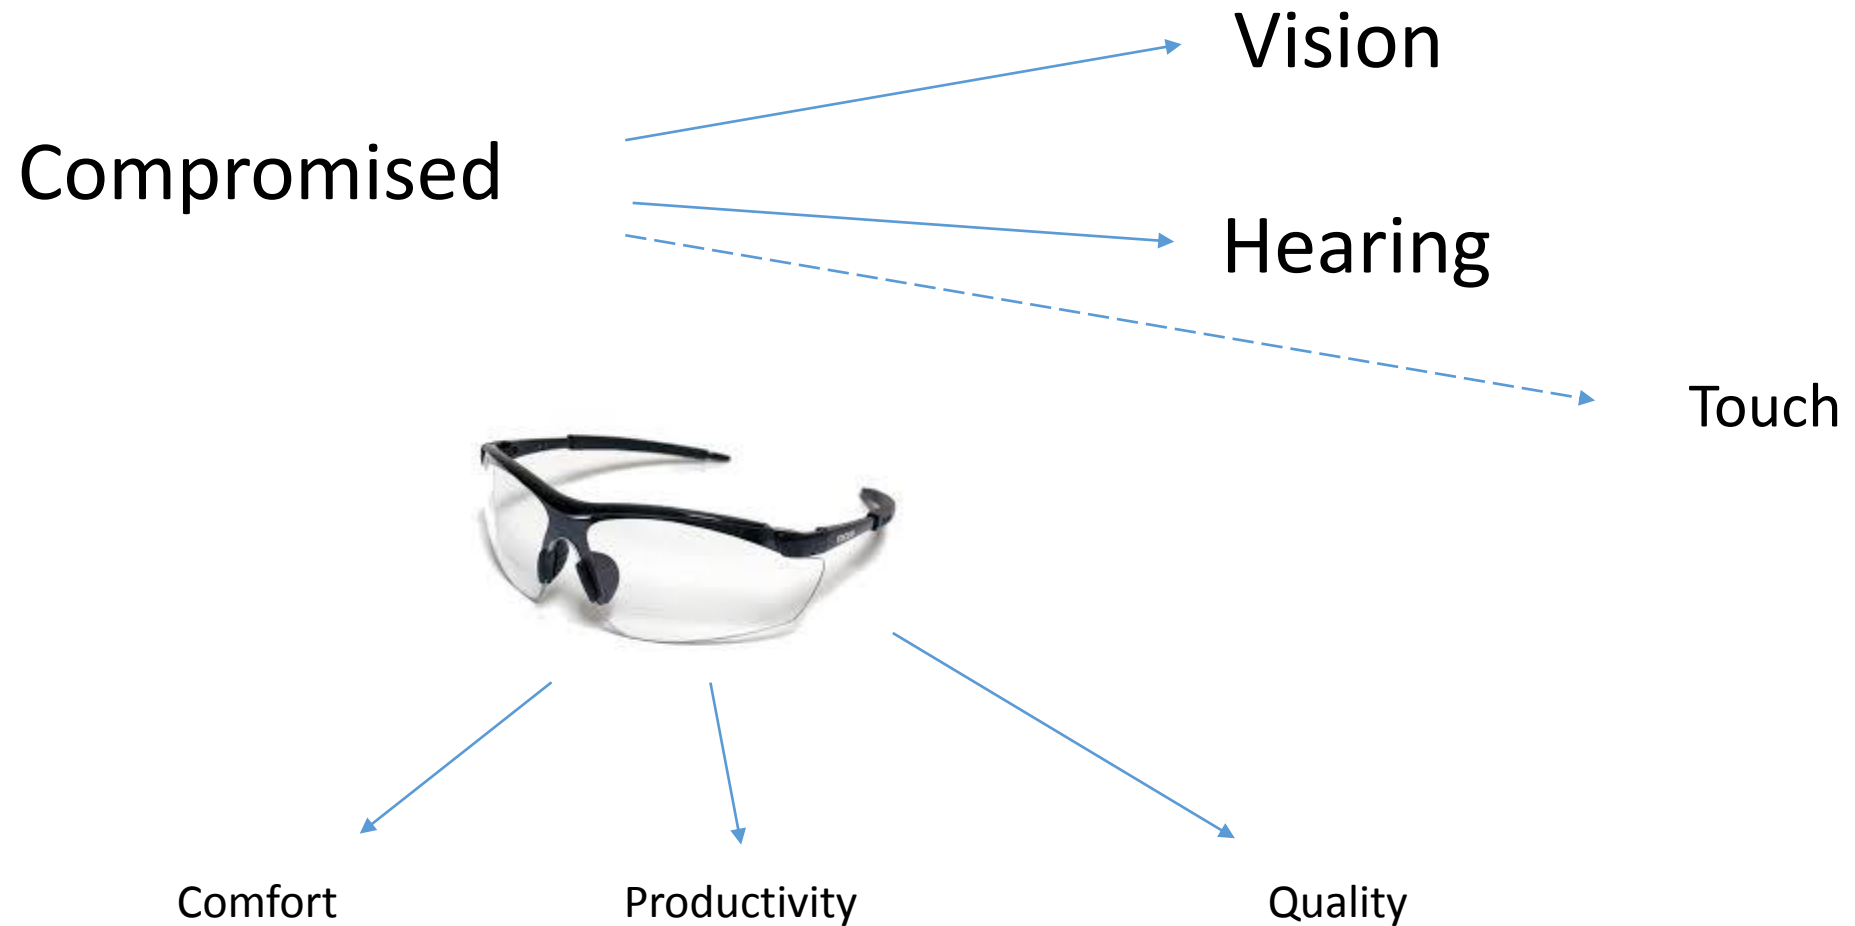 Vision
Compromised
Hearing
Touch
Comfort
Productivity
Quality